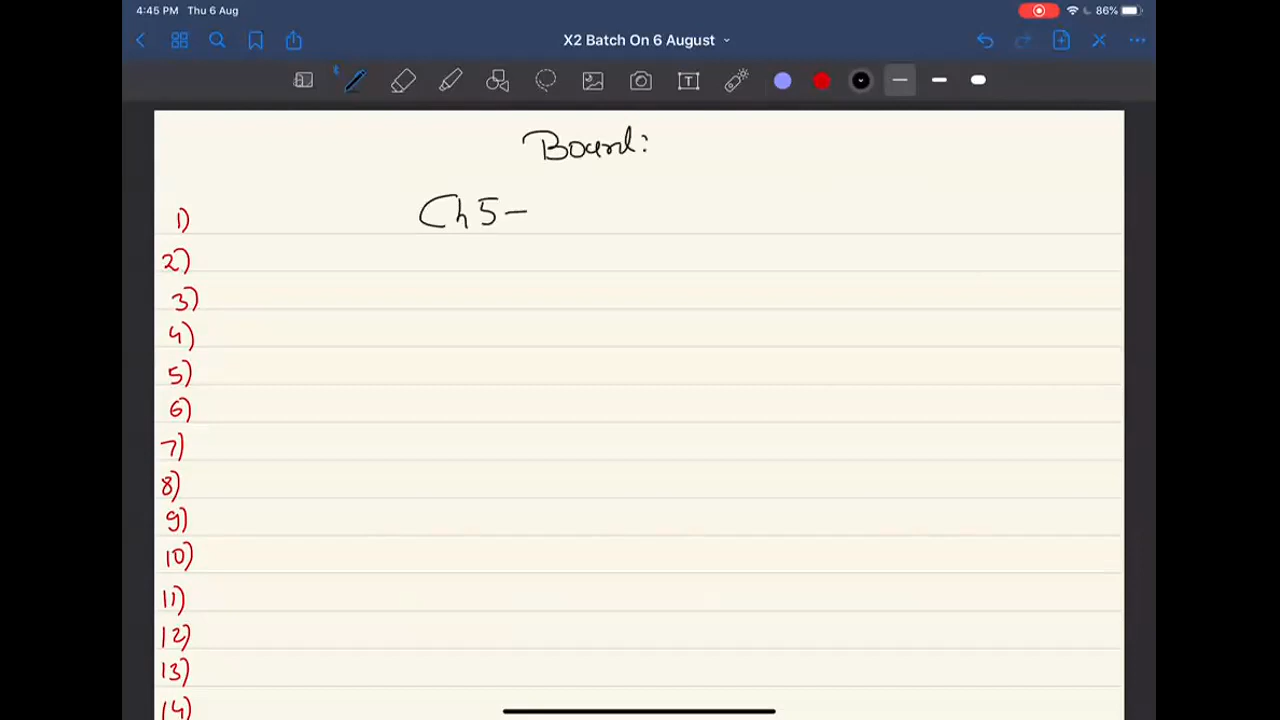 4:45 PM Thu 6 Aug
86%
X2 Batch On 6 August
T
Board:
1) Ch 5 -
2)
3)
4)
5)
6)
7)
8)
9)
10)
11)
12)
13)
14)